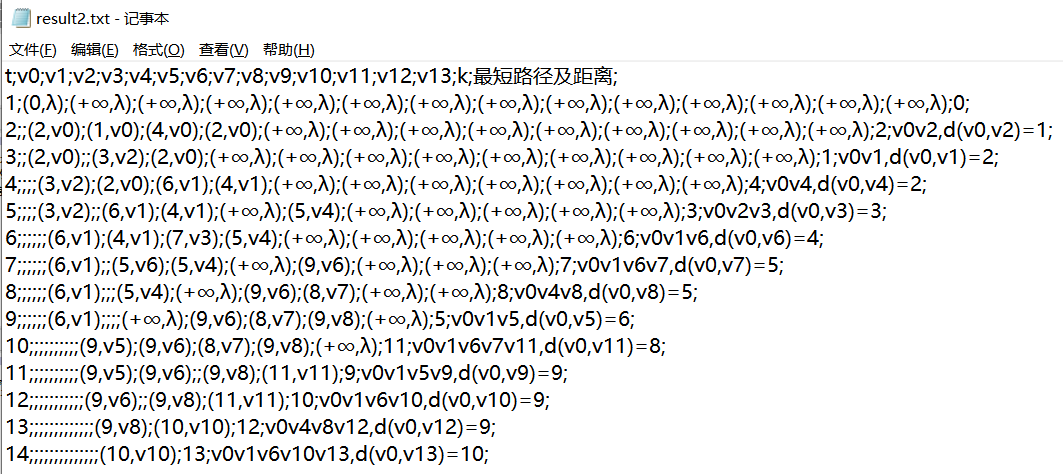 result2.txt - 记事本
文件(F) 编辑(E) 格式(O) 查看(V) 帮助(H)
t;v0;v1;v2;v3;v4;v5;v6;v7;v8;v9;v10;v11;v12;v13;k;最短路径及距离;
1;(0,λ);(+∞,λ);(+∞,λ);(+∞,λ);(+∞,λ);(+∞,λ);(+∞,λ);(+∞,λ);(+∞,λ);(+∞,λ);(+∞,λ);(+∞,λ);(+∞,λ);(+∞,λ);0;
2;;(2,v0);(1,v0);(4,v0);(2,v0);(+∞,λ);(+∞,λ);(+∞,λ);(+∞,λ);(+∞,λ);(+∞,λ);(+∞,λ);(+∞,λ);(+∞,λ);2;v0v2,d(v0,v2)=1;
3;;(2,v0);;(3,v2);(2,v0);(+∞,λ);(+∞,λ);(+∞,λ);(+∞,λ);(+∞,λ);(+∞,λ);(+∞,λ);(+∞,λ);(+∞,λ);1;v0v1,d(v0,v1)=2;
4;;;;(3,v2);(2,v0);(6,v1);(4,v1);(+∞,λ);(+∞,λ);(+∞,λ);(+∞,λ);(+∞,λ);(+∞,λ);(+∞,λ);4;v0v4,d(v0,v4)=2;
5;;;;(3,v2);;(6,v1);(4,v1);(+∞,λ);(5,v4);(+∞,λ);(+∞,λ);(+∞,λ);(+∞,λ);(+∞,λ);3;v0v2v3,d(v0,v3)=3;
6;;;;;;(6,v1);(4,v1);(7,v3);(5,v4);(+∞,λ);(+∞,λ);(+∞,λ);(+∞,λ);(+∞,λ);6;v0v1v6,d(v0,v6)=4;
7;;;;;;(6,v1);;(5,v6);(5,v4);(+∞,λ);(9,v6);(+∞,λ);(+∞,λ);(+∞,λ);7;v0v1v6v7,d(v0,v7)=5;
8;;;;;;(6,v1);;;(5,v4);(+∞,λ);(9,v6);(8,v7);(+∞,λ);(+∞,λ);8;v0v4v8,d(v0,v8)=5;
9;;;;;;(6,v1);;;;(+∞,λ);(9,v6);(8,v7);(9,v8);(+∞,λ);5;v0v1v5,d(v0,v5)=6;
10;;;;;;;;;;(9,v5);(9,v6);(8,v7);(9,v8);(+∞,λ);11;v0v1v6v7v11,d(v0,v11)=8;
11;;;;;;;;;;(9,v5);(9,v6);;(9,v8);(11,v11);9;v0v1v5v9,d(v0,v9)=9;
12;;;;;;;;;;;(9,v6);;(9,v8);(11,v11);10;v0v1v6v10,d(v0,v10)=9;
13;;;;;;;;;;;;;(9,v8);(10,v10);12;v0v4v8v12,d(v0,v12)=9;
14;;;;;;;;;;;;;;(10,v10);13;v0v1v6v10v13,d(v0,v13)=10;